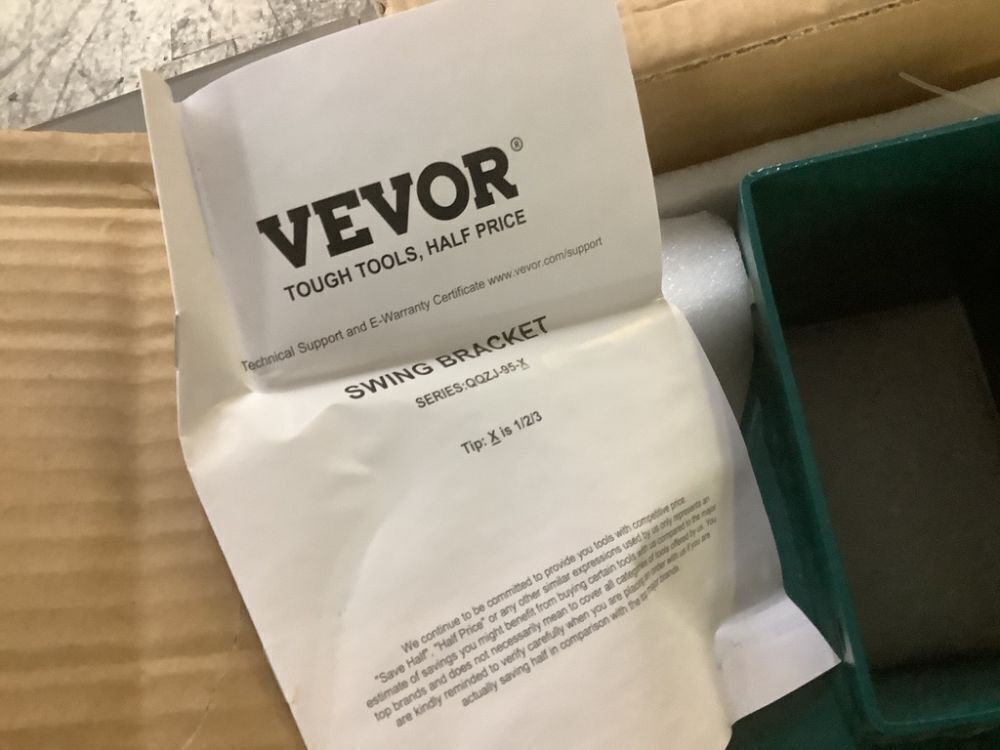 VEVOR®
TOUGH TOOLS, HALF PRICE
Technical Support and E-Warranty Certificate www.vevor.com/support
SWING BRACKET
SERIES:QQZJ-95-X
Tip: X is 1/2/3
We continue to be committed to provide you tools with competitive price.
"Save Half", "Half Price" or any other similar expressions used by us only represents an
estimate of savings you might benefit from buying certain tools with us compared to the major
top brands and does not necessarily mean to cover all categories of tools offered by us. You
are kindly reminded to verify carefully when you are placing an order with us if you are
actually saving half in comparison with the top major brands